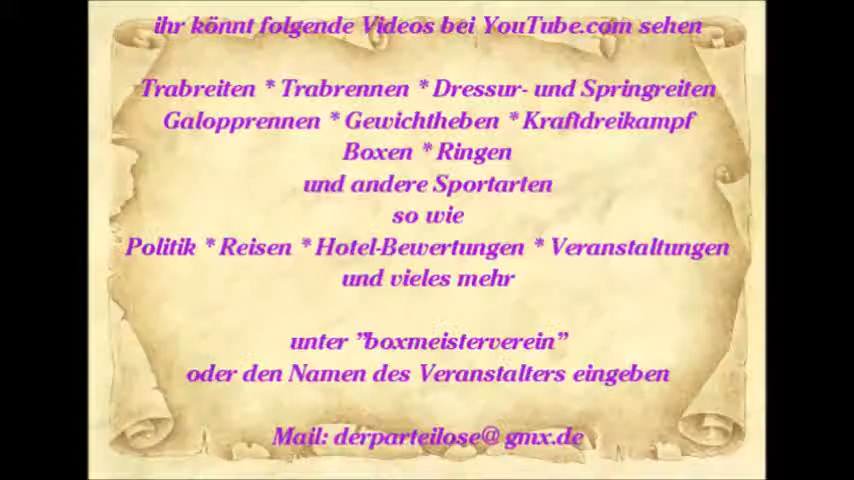 ihr könnt folgende Videos bei YouTube.com sehen
Trabreiten * Trabrennen * Dressur- und Springreiten
Galopprennen * Gewichtheben * Kraftdreikampf
Boxen * Ringen
und andere Sportarten
so wie
Politik * Reisen * Hotel-Bewertungen * Veranstaltungen
und vieles mehr
unter "boxmeisterverein"
oder den Namen des Veranstalters eingeben
Mail: derparteilose@gmx.de